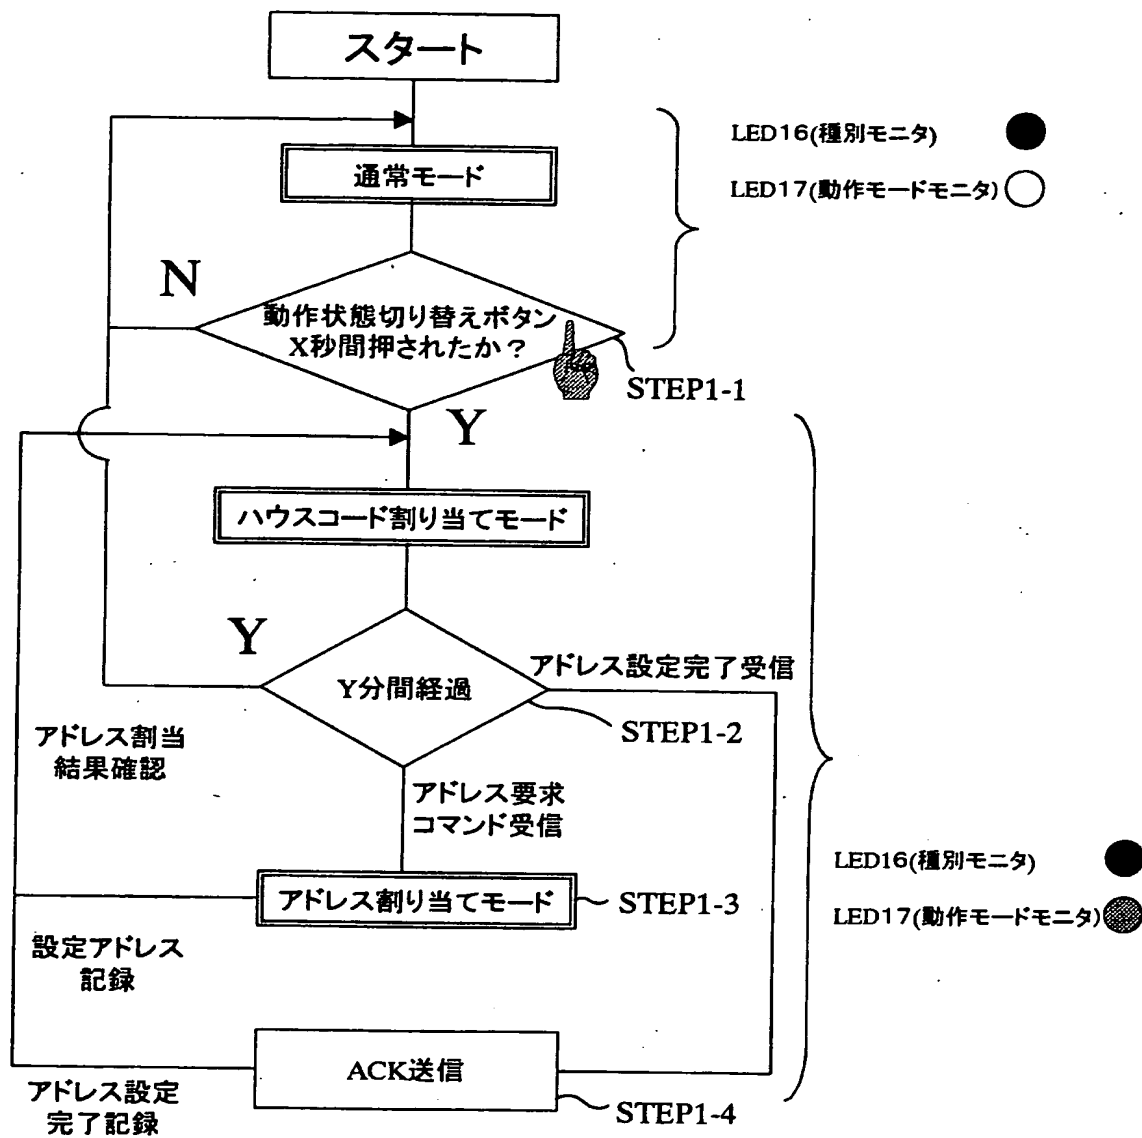 スタート
LED16(種別モニタ)
通常モード
LED17(動作モードモニタ)
N
動作状態切り替えボタン
X秒間押されたか？
STEP1-1
Y
ハウスコード割り当てモード
Y
アドレス設定完了受信
Y分間経過
STEP1-2
アドレス割当
結果確認
アドレス要求
コマンド受信
LED16(種別モニタ)
アドレス割り当てモード
STEP1-3
LED17(動作モードモニタ)
設定アドレス
記録
ACK送信
アドレス設定
完了記録
STEP1-4